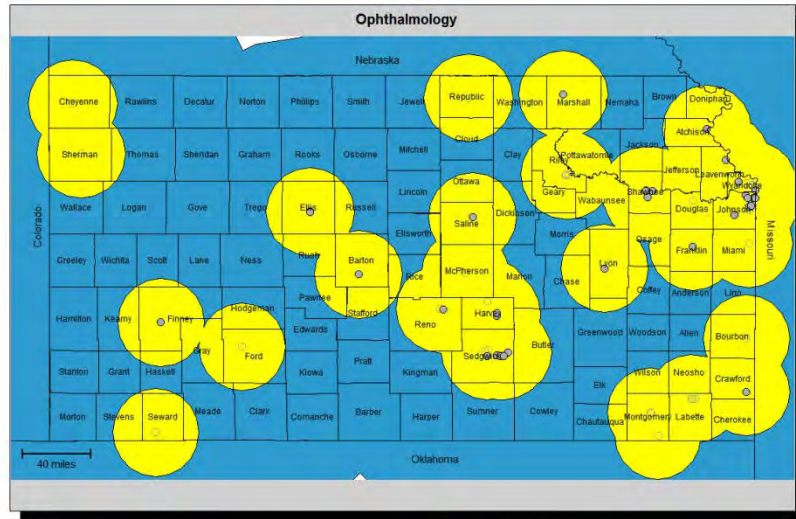 Ophthalmology
Nebraska
Cheyenne Rawlins Decatur Norton Phillips Smith Jewell Republic Washington Marshall Nemaha Brown Doniphan
Atchison
Sherman Thomas Sheridan Graham Rooks Osborne Mitchell Cloud Clay Riley Pottawatomie Jackson Jefferson Leavenworth
Wyandotte
Ottawa
Lincoln Geary Wabaunsee Shawnee Douglas Johnson
Wallace Logan Gove Trego Ellis Russell Saline Dickinson
Colorado Missouri
Ellsworth Morris Osage Franklin Miami
Greeley Wichita Scott Lane Ness Rush Barton Rice McPherson Marion Chase Lyon
Pawnee Coffey Anderson Linn
Hamilton Kearny Finney Hodgeman Stafford Reno Harvey
Edwards Butler Greenwood Woodson Allen Bourbon
Gray Ford Pratt Sedgwick
Stanton Grant Haskell Kiowa Kingman Elk Wilson Neosho Crawford
Morton Stevens Seward Meade Clark Comanche Barber Harper Sumner Cowley Chautauqua Montgomery Labette Cherokee
40 miles
Oklahoma